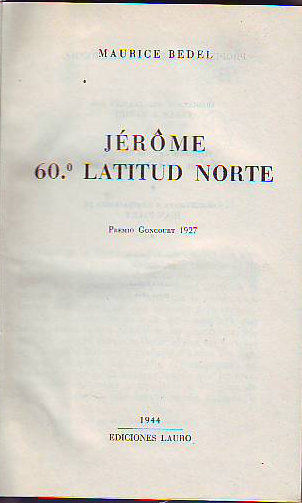 MAURICE BEDEL
JÉRÔME
60.º LATITUD NORTE
PREMIO GONCOURT 1927
1944
EDICIONES LAURO